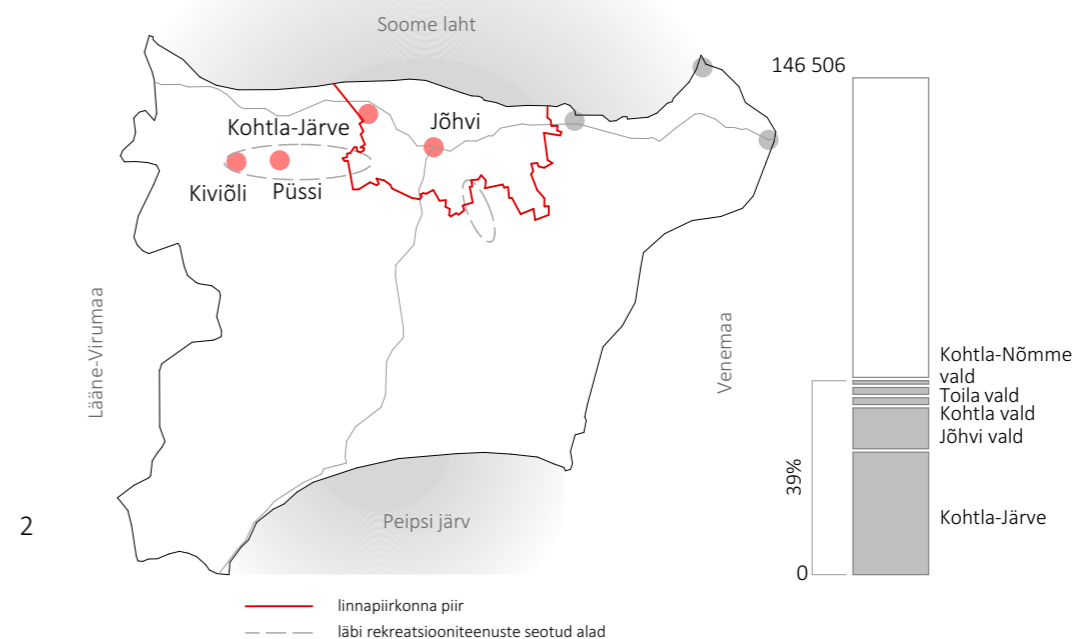 Soome laht
146 506
Kohtla-Järve
Jõhvi
Kiviõli
Püssi
Lääne-Virumaa
Venemaa
Kohtla-Nõmme
vald
Toila vald
Kohtla vald
Jõhvi vald
39%
Kohtla-Järve
Peipsi järv
2
0
linnapiirkonna piir
läbi rekreatsiooniteenuste seotud alad